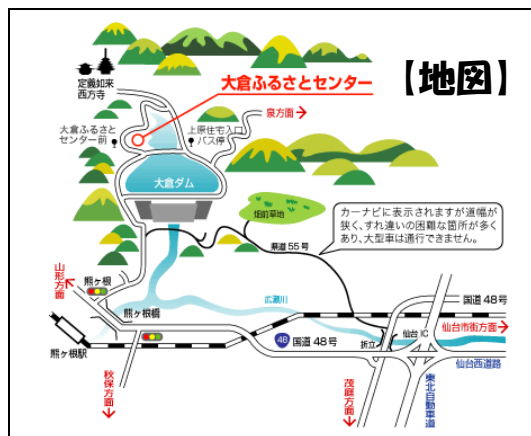 【地図】
定義如来
西方寺
大倉ふるさとセンター
泉方面
大倉ふるさと
センター前
上原住宅入口
バス停
大倉ダム
畑前草地
カーナビに表示されますが道幅が
狭く、すれ違いの困難な箇所が多く
あり、大型車は通行できません。
県道55号
山形方面
熊ヶ根
熊ヶ根橋
広瀬川
国道48号
仙台市街方面
熊ヶ根駅
48 国道48号
折立
仙台IC
仙台西道路
秋保方面
茂庭方面
東北自動車道